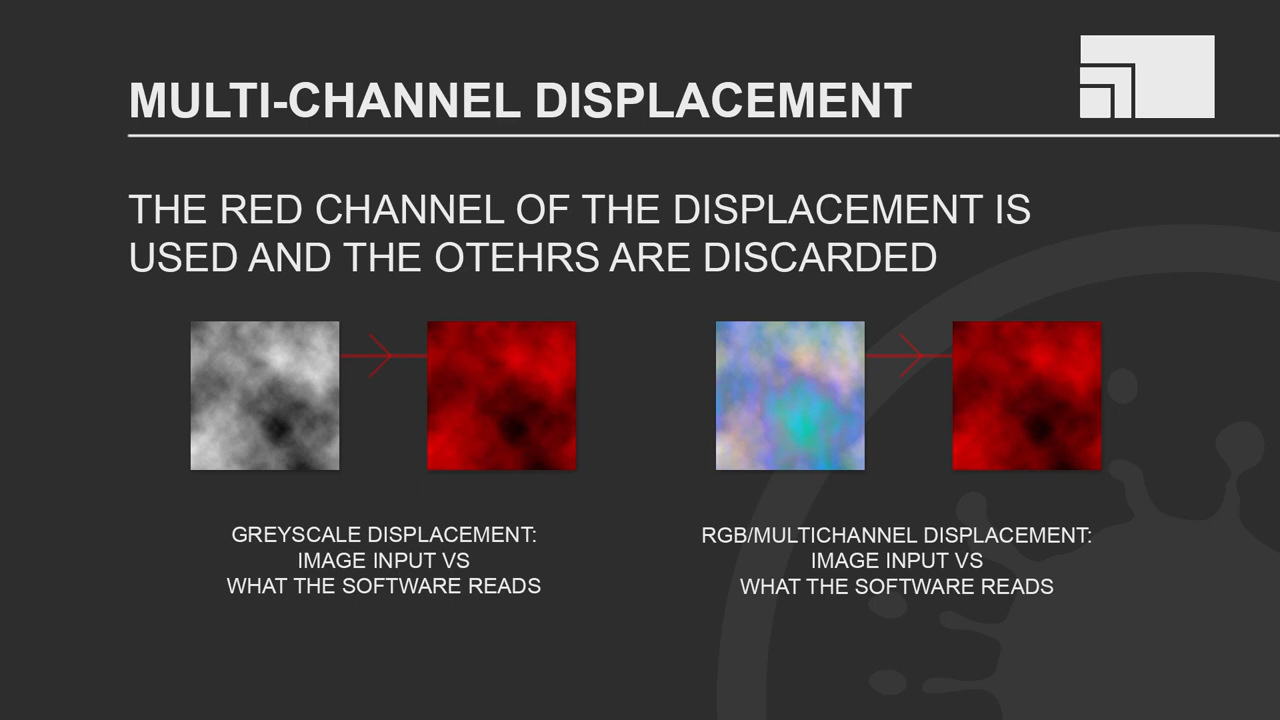 MULTI-CHANNEL DISPLACEMENT
THE RED CHANNEL OF THE DISPLACEMENT IS
USED AND THE OTEHRS ARE DISCARDED
GREYSCALE DISPLACEMENT:
IMAGE INPUT VS
WHAT THE SOFTWARE READS
RGB/MULTICHANNEL DISPLACEMENT:
IMAGE INPUT VS
WHAT THE SOFTWARE READS